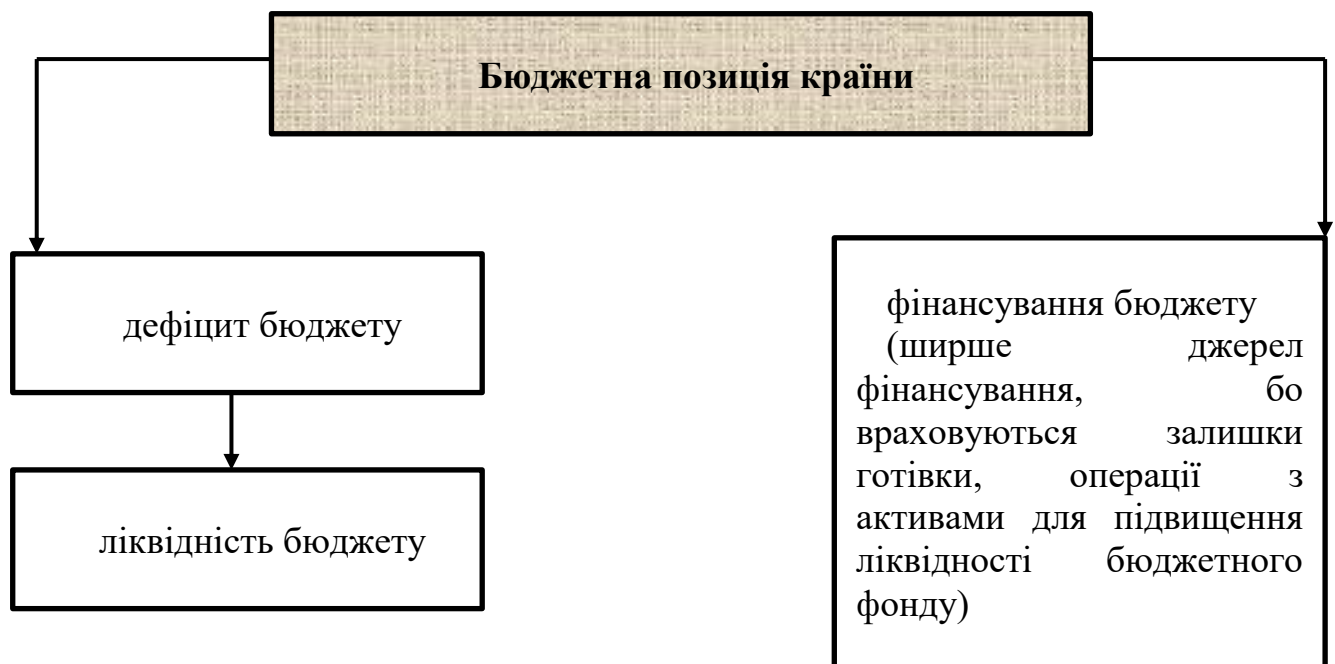 Бюджетна позиція країни
дефіцит бюджету
ліквідність бюджету
фінансування бюджету
(ширше джерел
фінансування, бо
враховуються залишки
готівки, операції з
активами для підвищення
ліквідності бюджетного
фонду)